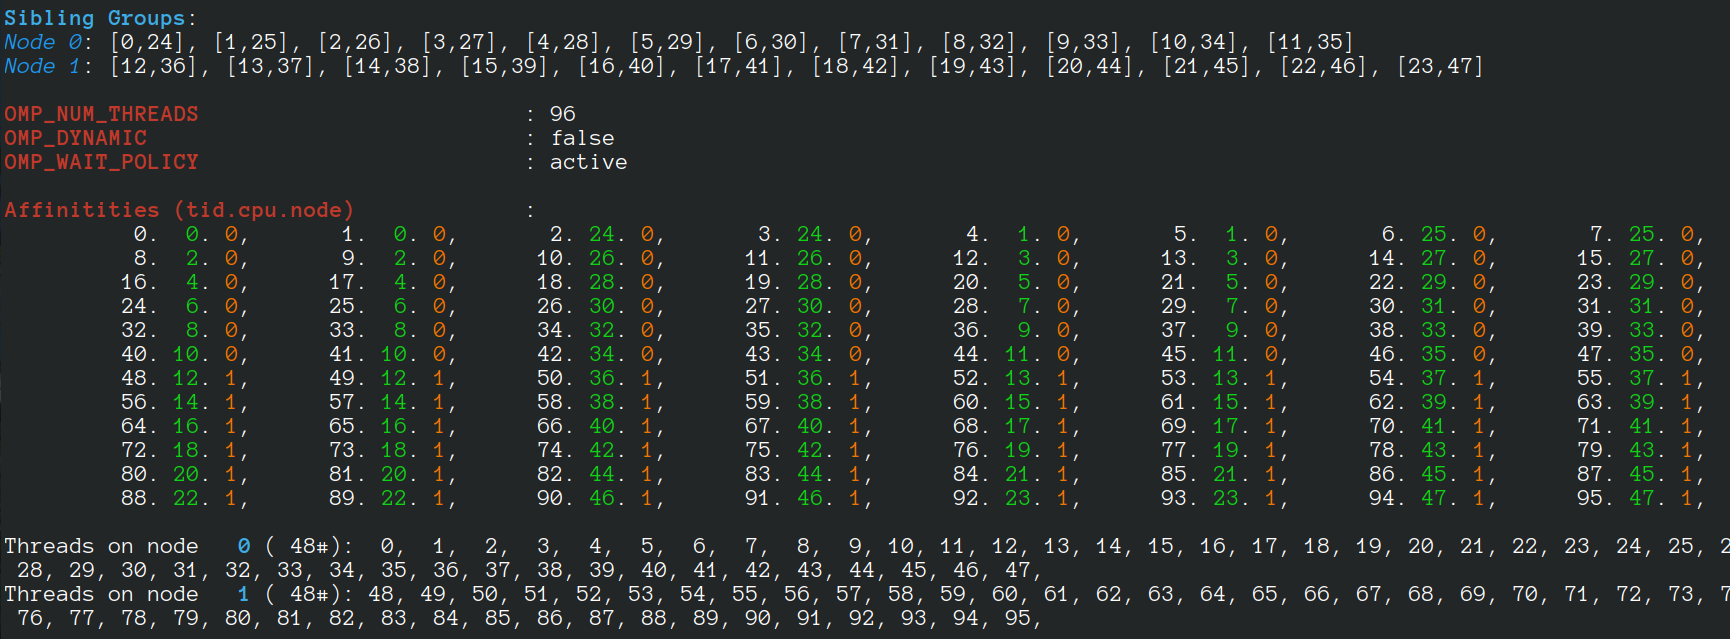 Sibling Groups:
Node 0: [0,24], [1,25], [2,26], [3,27], [4,28], [5,29], [6,30], [7,31], [8,32], [9,33], [10,34], [11,35]
Node 1: [12,36], [13,37], [14,38], [15,39], [16,40], [17,41], [18,42], [19,43], [20,44], [21,45], [22,46], [23,47]
OMP_NUM_THREADS : 96
OMP_DYNAMIC : false
OMP_WAIT_POLICY : active
Affinitities (tid.cpu.node) :
0. 0. 0, 1. 0. 0, 2. 24. 0, 3. 24. 0, 4. 1. 0, 5. 1. 0, 6. 25. 0, 7. 25. 0,
8. 2. 0, 9. 2. 0, 10. 26. 0, 11. 26. 0, 12. 3. 0, 13. 3. 0, 14. 27. 0, 15. 27. 0,
16. 4. 0, 17. 4. 0, 18. 28. 0, 19. 28. 0, 20. 5. 0, 21. 5. 0, 22. 29. 0, 23. 29. 0,
24. 6. 0, 25. 6. 0, 26. 30. 0, 27. 30. 0, 28. 7. 0, 29. 7. 0, 30. 31. 0, 31. 31. 0,
32. 8. 0, 33. 8. 0, 34. 32. 0, 35. 32. 0, 36. 9. 0, 37. 9. 0, 38. 33. 0, 39. 33. 0,
40. 10. 0, 41. 10. 0, 42. 34. 0, 43. 34. 0, 44. 11. 0, 45. 11. 0, 46. 35. 0, 47. 35. 0,
48. 12. 1, 49. 12. 1, 50. 36. 1, 51. 36. 1, 52. 13. 1, 53. 13. 1, 54. 37. 1, 55. 37. 1,
56. 14. 1, 57. 14. 1, 58. 38. 1, 59. 38. 1, 60. 15. 1, 61. 15. 1, 62. 39. 1, 63. 39. 1,
64. 16. 1, 65. 16. 1, 66. 40. 1, 67. 40. 1, 68. 17. 1, 69. 17. 1, 70. 41. 1, 71. 41. 1,
72. 18. 1, 73. 18. 1, 74. 42. 1, 75. 42. 1, 76. 19. 1, 77. 19. 1, 78. 43. 1, 79. 43. 1,
80. 20. 1, 81. 20. 1, 82. 44. 1, 83. 44. 1, 84. 21. 1, 85. 21. 1, 86. 45. 1, 87. 45. 1,
88. 22. 1, 89. 22. 1, 90. 46. 1, 91. 46. 1, 92. 23. 1, 93. 23. 1, 94. 47. 1, 95. 47. 1,
Threads on node 0 ( 48#): 0, 1, 2, 3, 4, 5, 6, 7, 8, 9, 10, 11, 12, 13, 14, 15, 16, 17, 18, 19, 20, 21, 22, 23, 24, 25,
28, 29, 30, 31, 32, 33, 34, 35, 36, 37, 38, 39, 40, 41, 42, 43, 44, 45, 46, 47,
Threads on node 1 ( 48#): 48, 49, 50, 51, 52, 53, 54, 55, 56, 57, 58, 59, 60, 61, 62, 63, 64, 65, 66, 67, 68, 69, 70, 71, 72, 73,
76, 77, 78, 79, 80, 81, 82, 83, 84, 85, 86, 87, 88, 89, 90, 91, 92, 93, 94, 95,